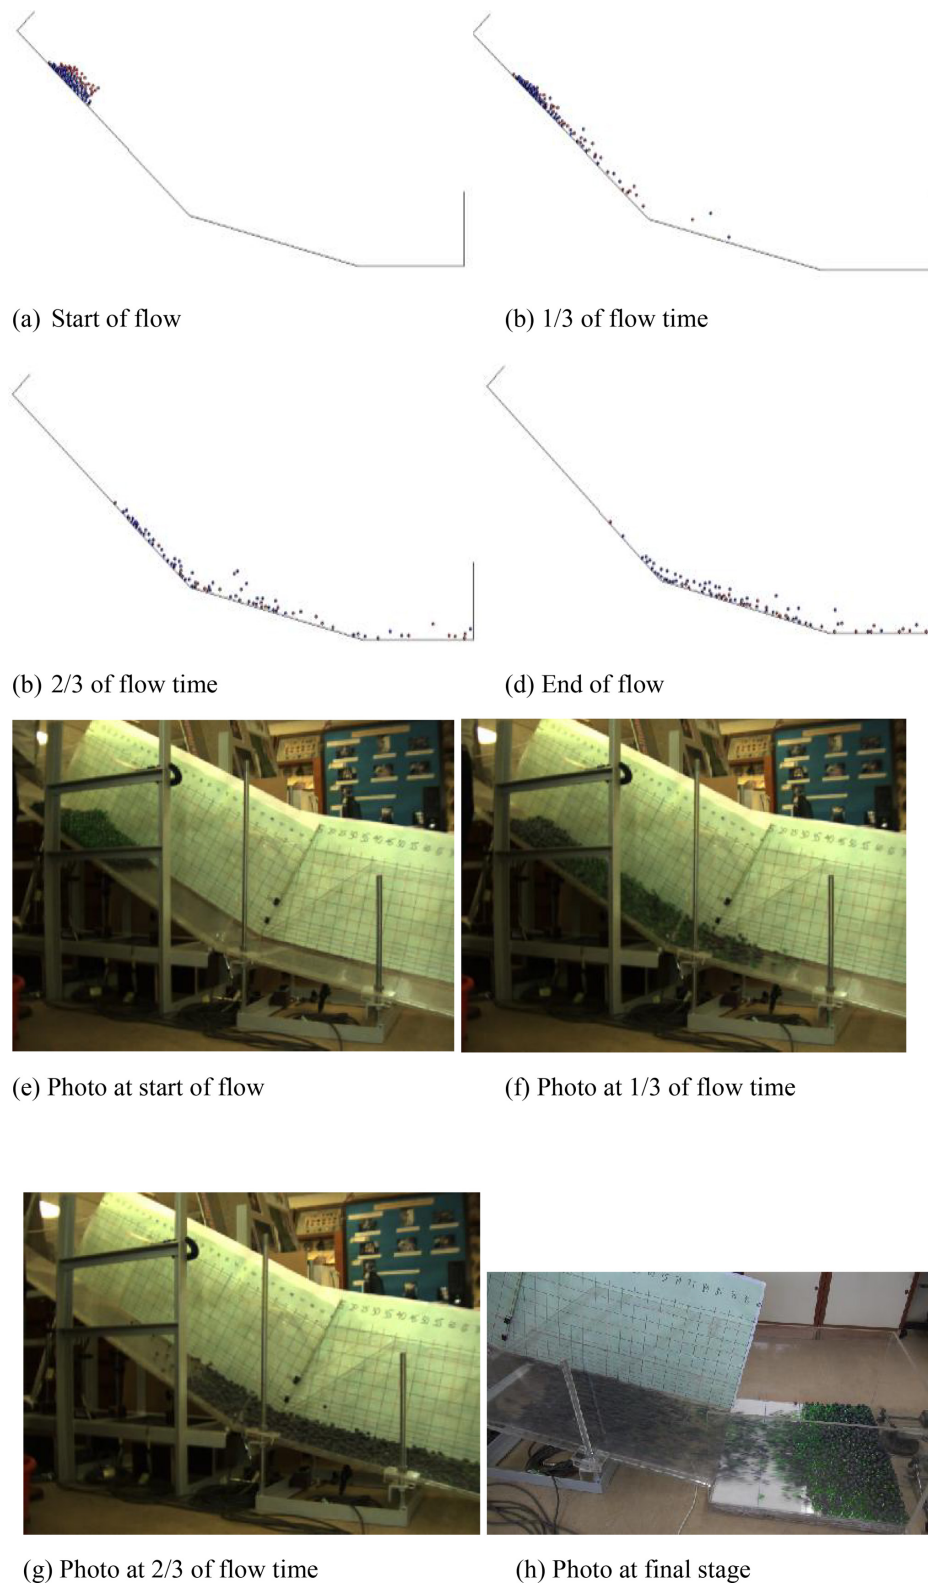 (a) Start of flow
(b) 1/3 of flow time
(b) 2/3 of flow time
(d) End of flow
(e) Photo at start of flow
(f) Photo at 1/3 of flow time
(g) Photo at 2/3 of flow time
(h) Photo at final stage